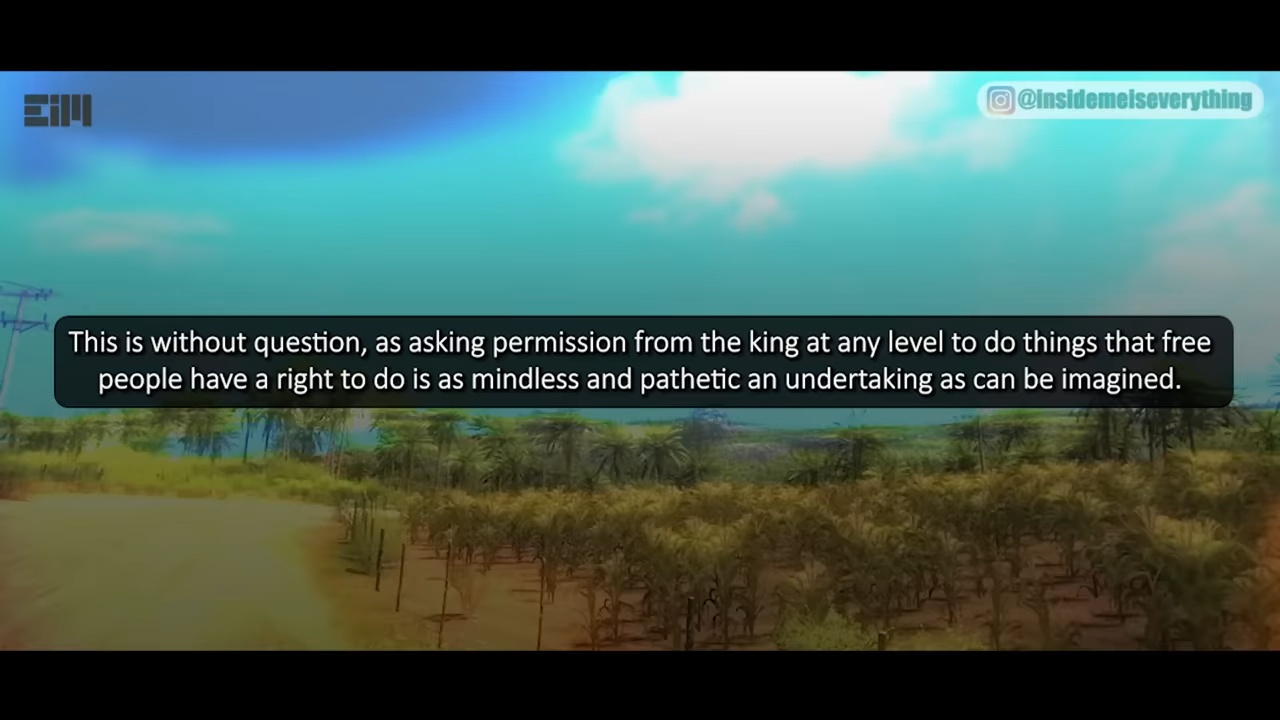 EiM
@insidemeiseverything
This is without question, as asking permission from the king at any level to do things that free
people have a right to do is as mindless and pathetic an undertaking as can be imagined.